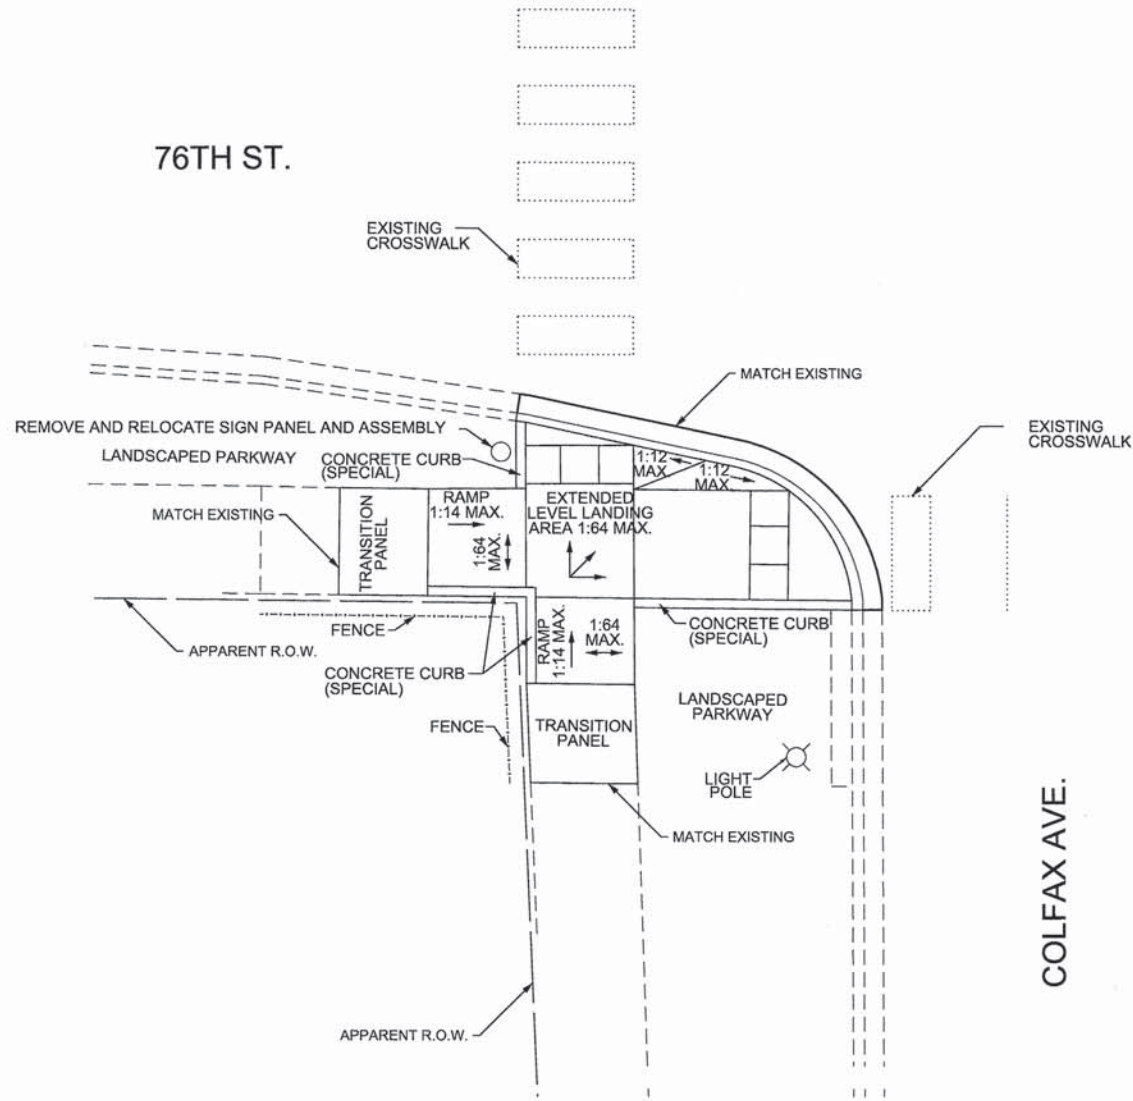 76TH ST.
EXISTING
CROSSWALK
MATCH EXISTING
EXISTING
CROSSWALK
REMOVE AND RELOCATE SIGN PANEL AND ASSEMBLY
LANDSCAPED PARKWAY
CONCRETE CURB
(SPECIAL)
1:12
MAX.
1:12
MAX.
MATCH EXISTING
TRANSITION
PANEL
RAMP
1:14 MAX.
1:64
MAX.
EXTENDED
LEVEL LANDING
AREA 1:64 MAX.
FENCE
APPARENT R.O.W.
CONCRETE CURB
(SPECIAL)
RAMP
1:14 MAX.
1:64
MAX.
CONCRETE CURB
(SPECIAL)
FENCE
TRANSITION
PANEL
LANDSCAPED
PARKWAY
LIGHT
POLE
MATCH EXISTING
COLFAX AVE.
APPARENT R.O.W.